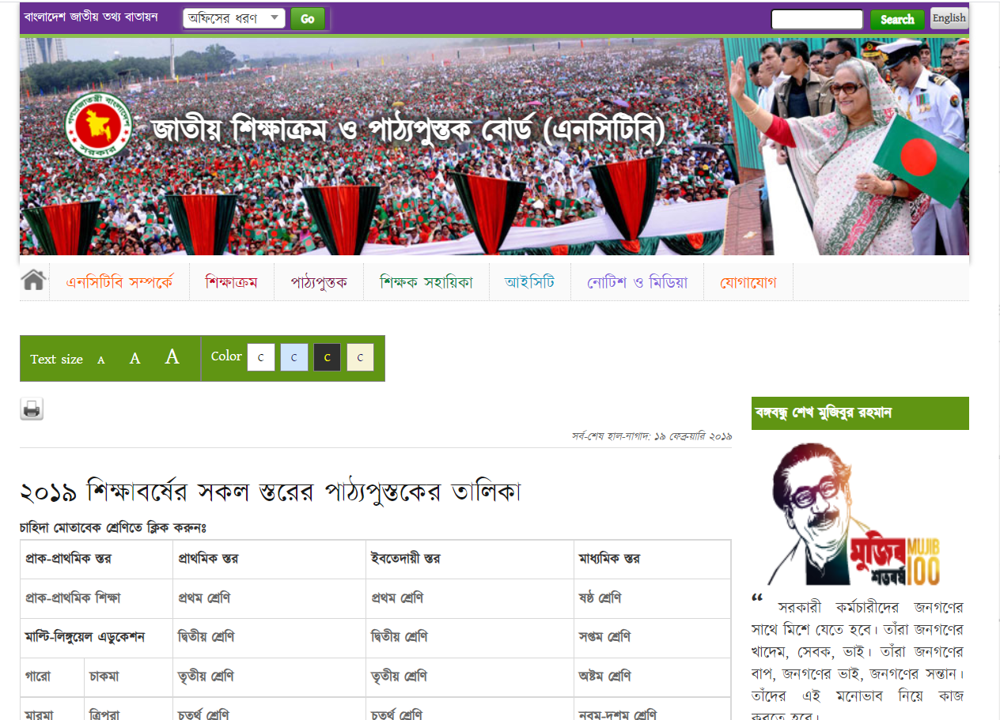 বাংলাদেশ জাতীয় তথ্য বাতায়ন
অফিসের ধরণ
Go
Search
English
গণপ্রজাতন্ত্রী বাংলাদেশ
সরকার
জাতীয় শিক্ষাক্রম ও পাঠ্যপুস্তক বোর্ড (এনসিটিবি)
এনসিটিবি সম্পর্কে শিক্ষাক্রম পাঠ্যপুস্তক শিক্ষক সহায়িকা আইসিটি নোটিশ ও মিডিয়া যোগাযোগ
Text size A A A Color C C C C
সর্ব-শেষ হাল-নাগাদ: ১৯ ফেব্রুয়ারি ২০১৯
২০১৯ শিক্ষাবর্ষের সকল স্তরের পাঠ্যপুস্তকের তালিকা
চাহিদা মোতাবেক শ্রেণিতে ক্লিক করুনঃ
প্রাক-প্রাথমিক স্তর প্রাথমিক স্তর ইবতেদায়ী স্তর মাধ্যমিক স্তর
প্রাক-প্রাথমিক শিক্ষা প্রথম শ্রেণি প্রথম শ্রেণি ষষ্ঠ শ্রেণি
মাল্টি-লিঙ্গুয়েল এডুকেশন দ্বিতীয় শ্রেণি দ্বিতীয় শ্রেণি সপ্তম শ্রেণি
গারো চাকমা তৃতীয় শ্রেণি তৃতীয় শ্রেণি অষ্টম শ্রেণি
মারমা ত্রিপুরা চতুর্থ শ্রেণি চতুর্থ শ্রেণি নবম-দশম শ্রেণি
বঙ্গবন্ধু শেখ মুজিবুর রহমান
মুজিব MUJIB
শতবর্ষ 100
“ সরকারী কর্মচারীদের জনগণের
সাথে মিশে যেতে হবে। তাঁরা জনগণের
খাদেম, সেবক, ভাই। তাঁরা জনগণের
বাপ, জনগণের ভাই, জনগণের সন্তান।
তাঁদের এই মনোভাব নিয়ে কাজ
করতে হবে।